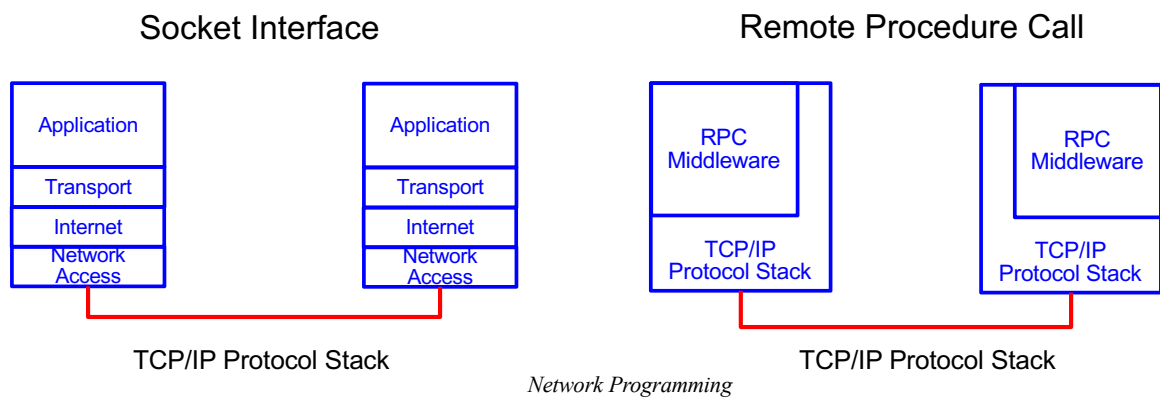 Socket Interface
Remote Procedure Call
Application
Transport
Internet
Network
Access
Application
Transport
Internet
Network
Access
RPC
Middleware
TCP/IP
Protocol Stack
RPC
Middleware
TCP/IP
Protocol Stack
TCP/IP Protocol Stack
TCP/IP Protocol Stack
Network Programming